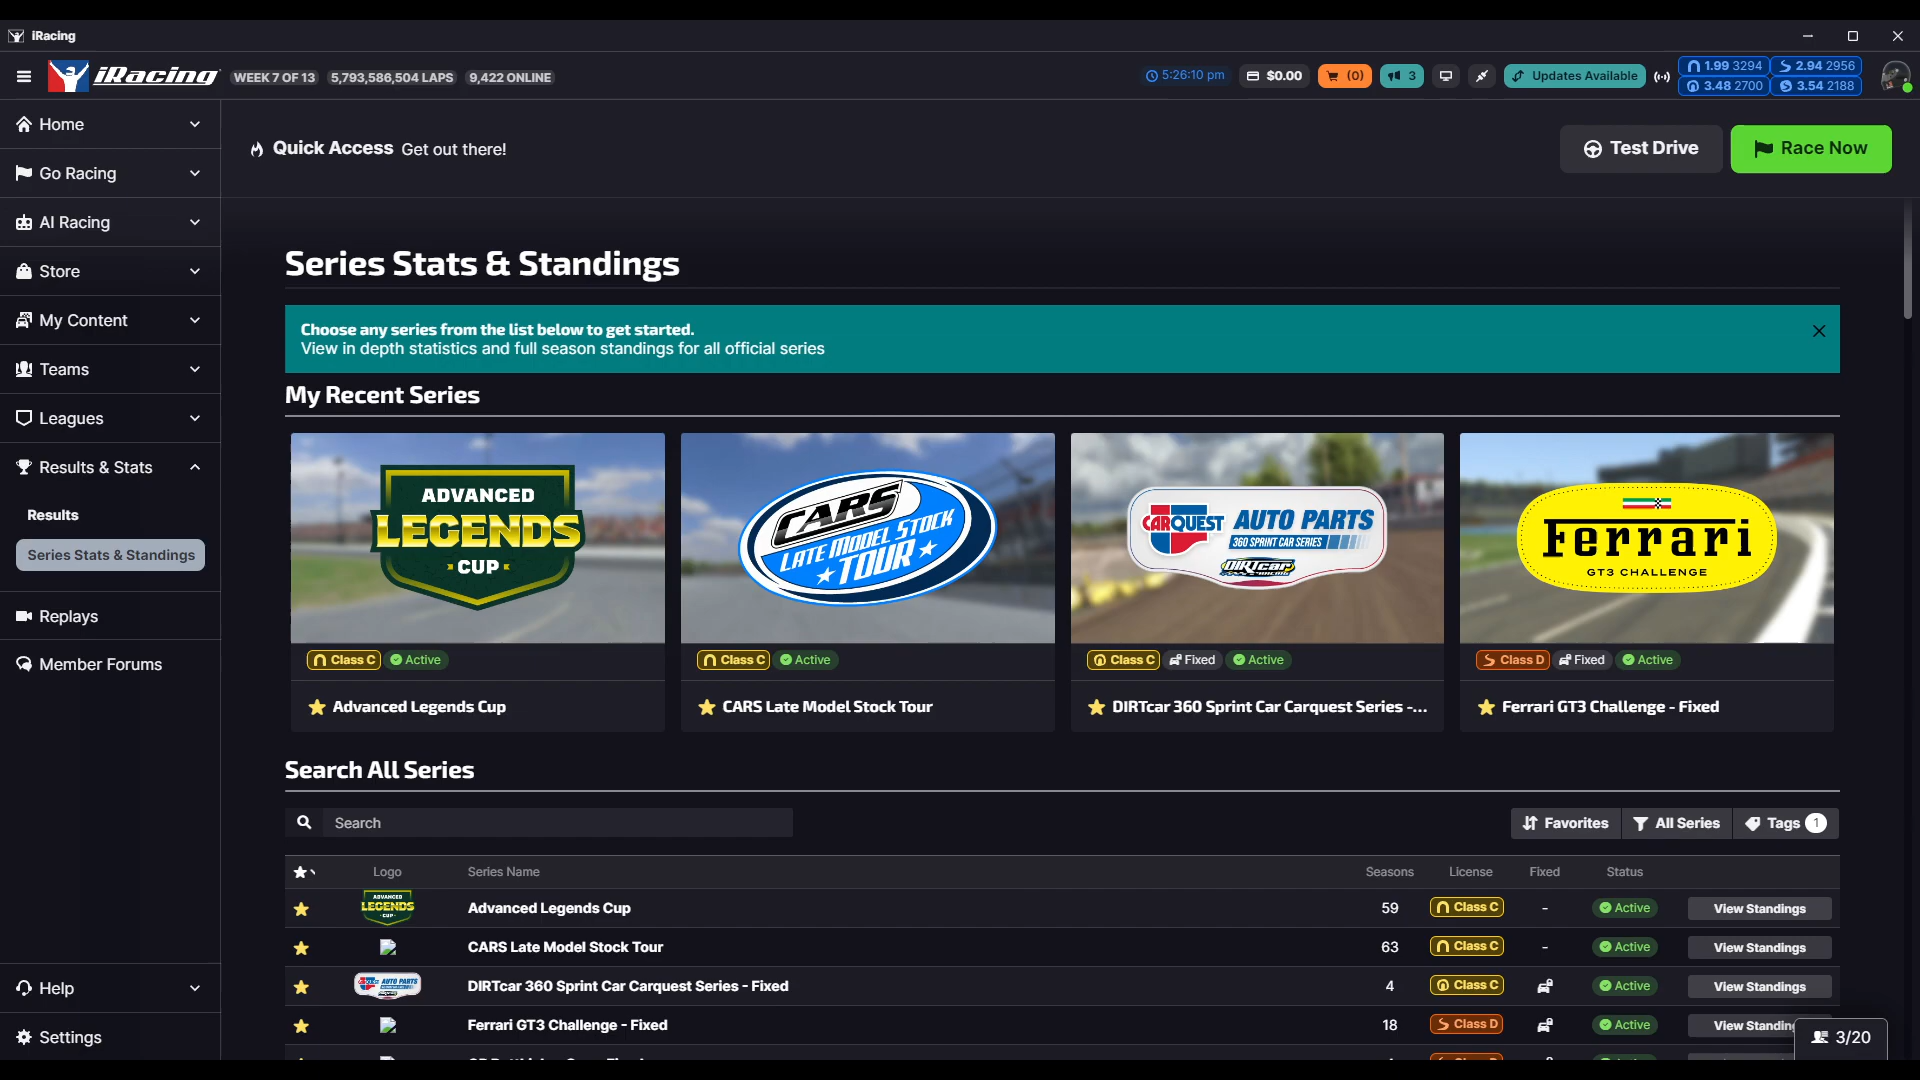 iRacing
iRacing WEEK 7 OF 13 5,793,586,504 LAPS 9,422 ONLINE
5:26:10 pm $0.00 (0) 3 Updates Available
1.99 3294 2.94 2956
3.48 2700 3.54 2188
Home
Go Racing
AI Racing
Store
My Content
Teams
Leagues
Results & Stats
Results
Series Stats & Standings
Replays
Member Forums
Help
Settings
Quick Access Get out there!
Test Drive Race Now
Series Stats & Standings
Choose any series from the list below to get started.
View in depth statistics and full season standings for all official series
My Recent Series
ADVANCED
LEGENDS
CUP
Class C Active
Advanced Legends Cup
CARS
LATE MODEL STOCK
TOUR
Class C Active
CARS Late Model Stock Tour
CARQUEST AUTO PARTS
360 SPRINT CAR SERIES
DIRTcar RACING
Class C Fixed Active
DIRTcar 360 Sprint Car Carquest Series -...
Ferrari
GT3 CHALLENGE
Class D Fixed Active
Ferrari GT3 Challenge - Fixed
Search All Series
Search
Favorites All Series Tags 1
Logo Series Name Seasons License Fixed Status
ADVANCED LEGENDS CUP Advanced Legends Cup 59 Class C - Active View Standings
CARS Late Model Stock Tour 63 Class C - Active View Standings
AUTO PARTS DIRTcar 360 Sprint Car Carquest Series - Fixed 4 Class C Active View Standings
Ferrari GT3 Challenge - Fixed 18 Class D Active View Standin
3/20